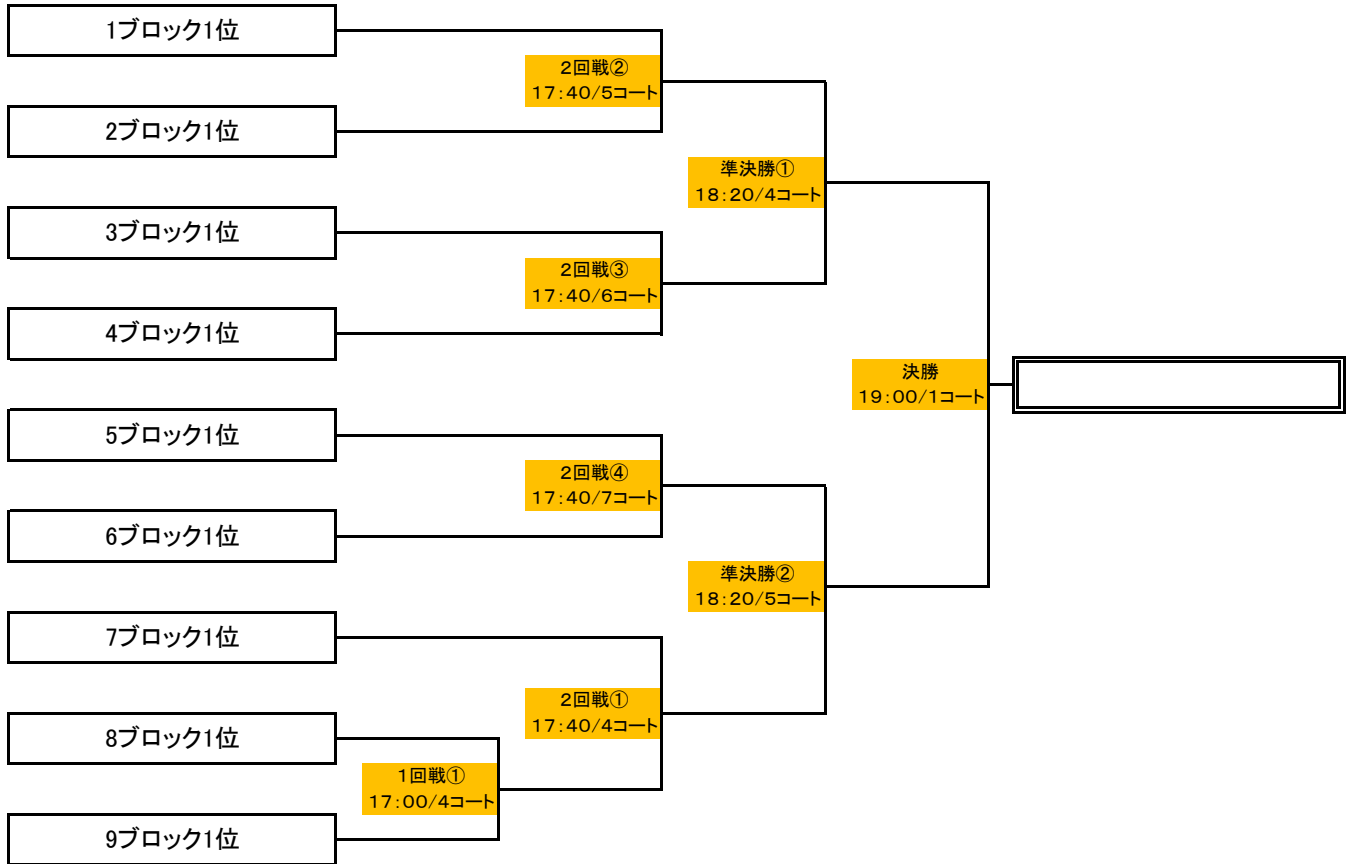 1ブロック1位
2回戦②
17:40/5コート
2ブロック1位
準決勝①
18:20/4コート
3ブロック1位
2回戦③
17:40/6コート
4ブロック1位
決勝
19:00/1コート
5ブロック1位
2回戦④
17:40/7コート
6ブロック1位
準決勝②
18:20/5コート
7ブロック1位
2回戦①
17:40/4コート
8ブロック1位
1回戦①
17:00/4コート
9ブロック1位